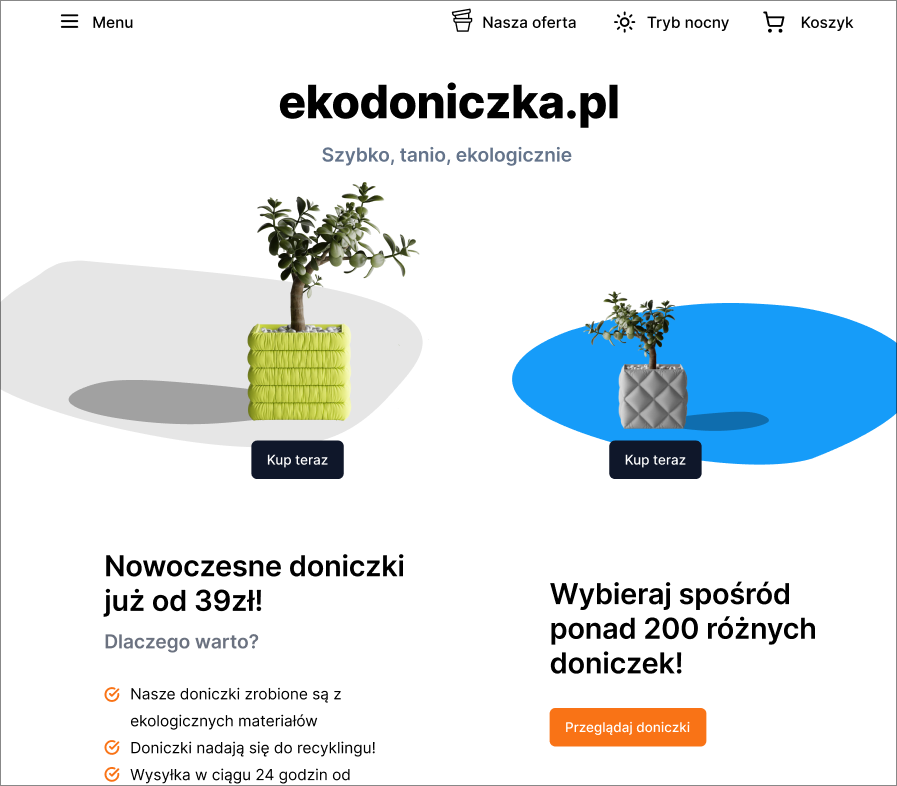 Menu
Nasza oferta
Tryb nocny
Koszyk
ekodoniczka.pl
Szybko, tanio, ekologicznie
Kup teraz
Kup teraz
Nowoczesne doniczki
już od 39zł!
Dlaczego warto?
Nasze doniczki zrobione są z
ekologicznych materiałów
Doniczki nadają się do recyklingu!
Wysyłka w ciągu 24 godzin od
Wybieraj spośród
ponad 200 różnych
doniczek!
Przeglądaj doniczki